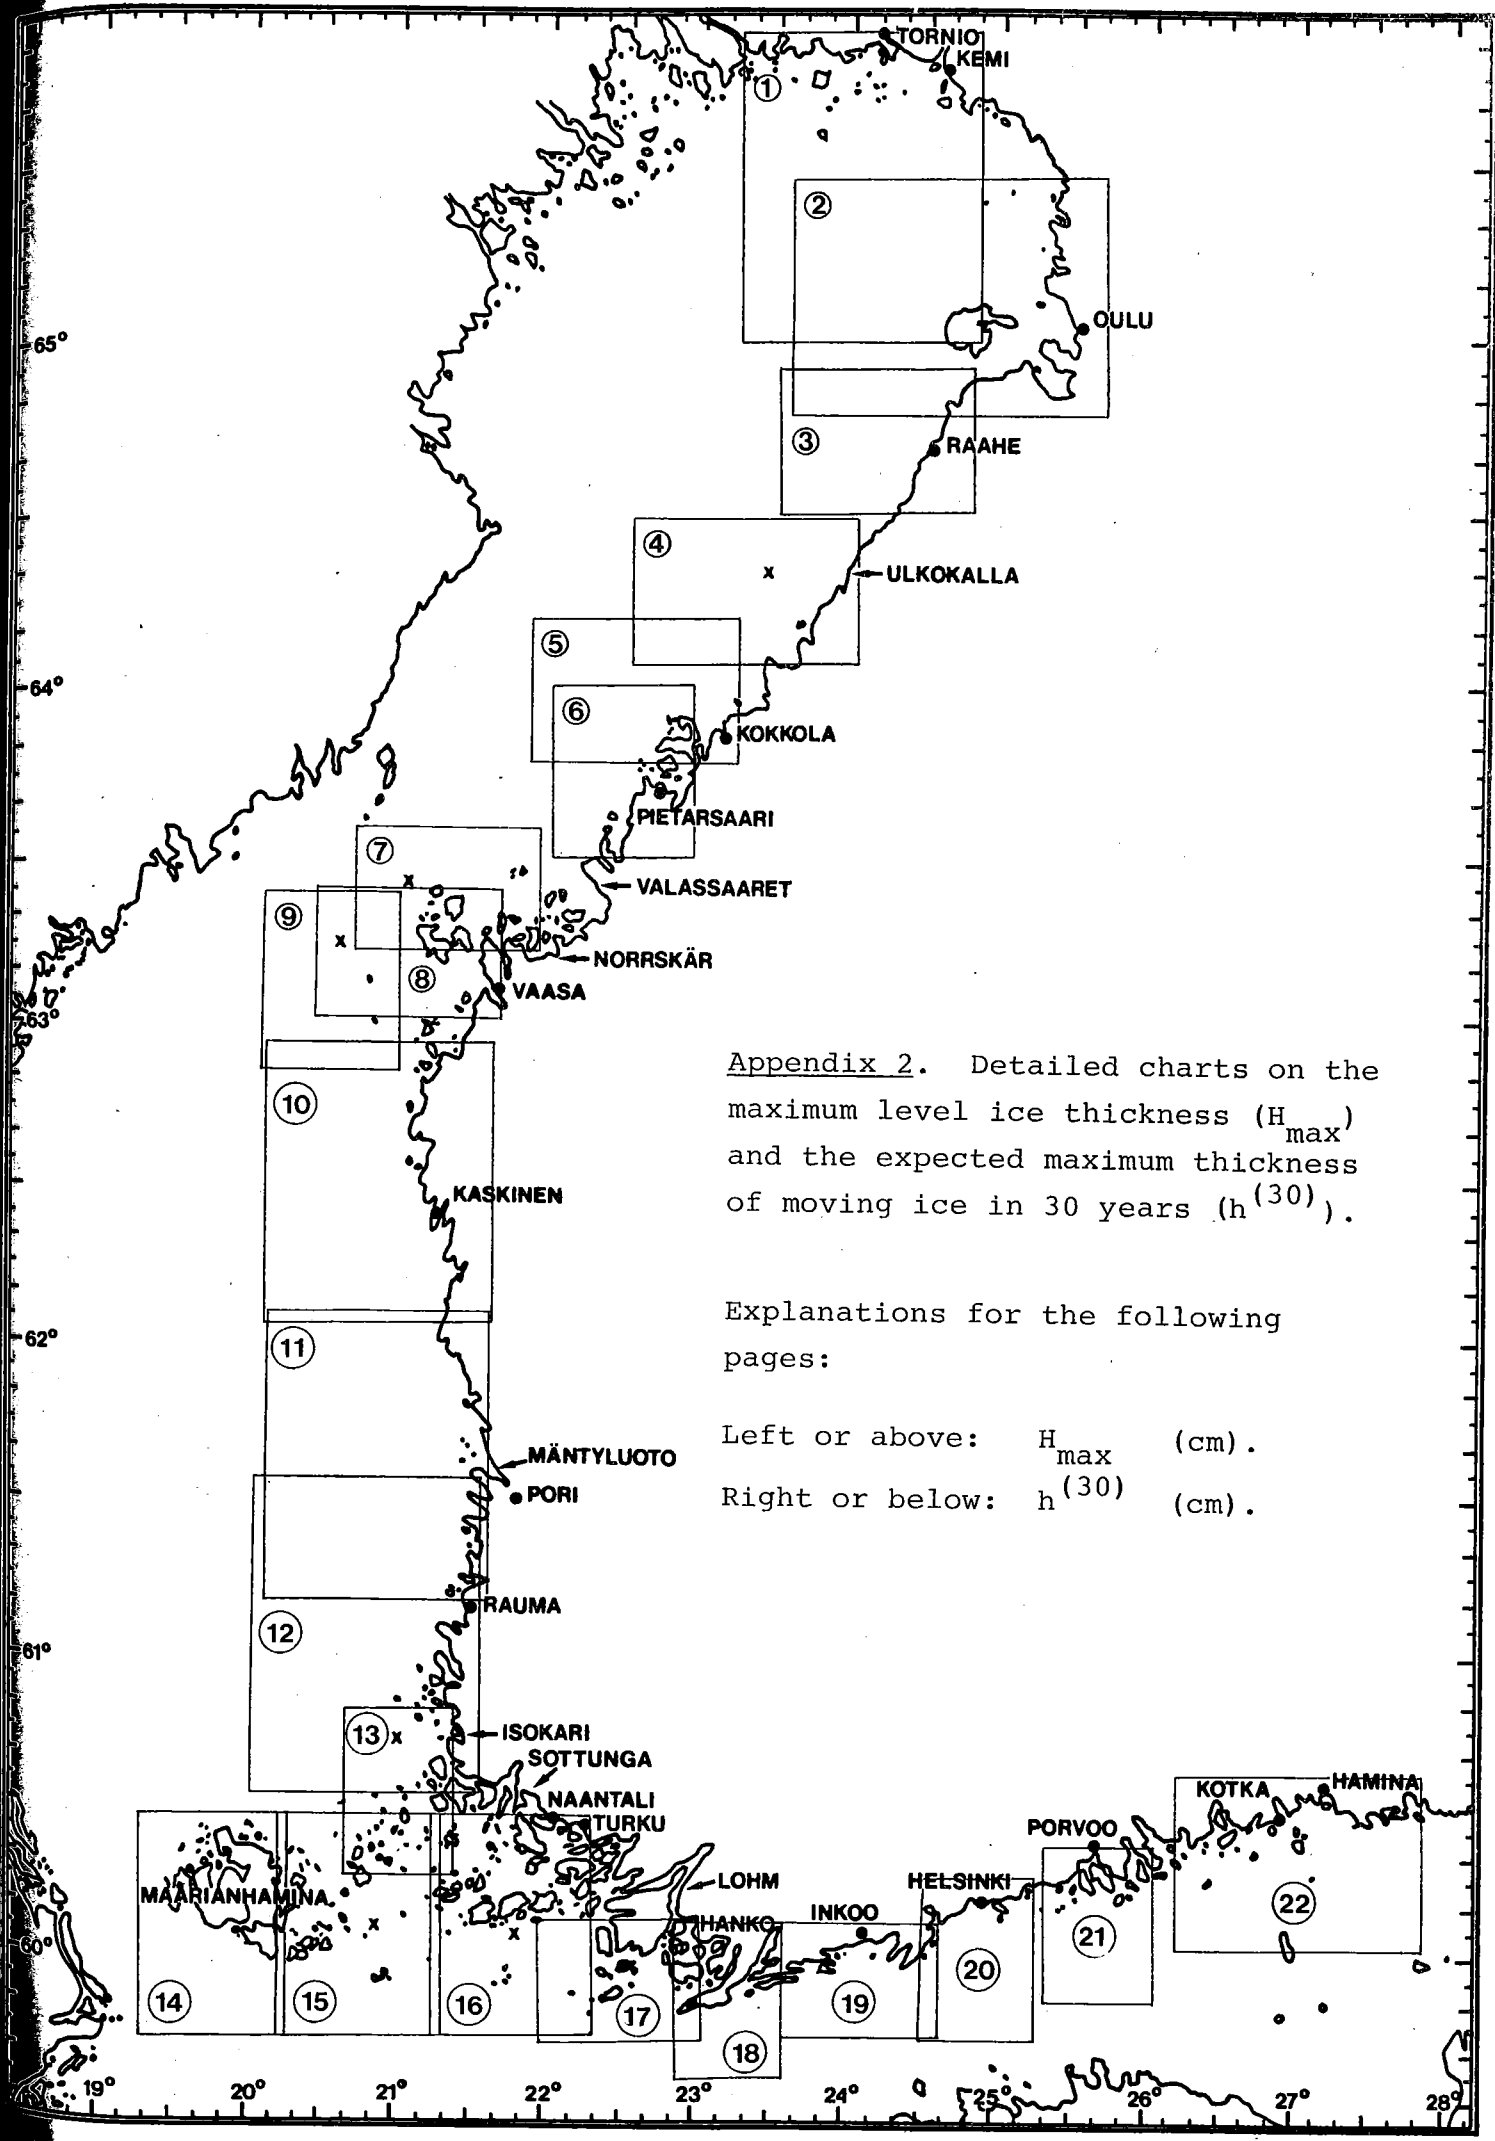 TORNIO
KEMI
1
2
OULU
65°
3
RAAHE
4
x
ULKOKALLA
5
64°
6
KOKKOLA
PIETARSAARI
7
x
VALASSAARET
9
x
NORRSKÄR
8
VAASA
63°
10
Appendix 2. Detailed charts on the
maximum level ice thickness (Hmax)
and the expected maximum thickness
of moving ice in 30 years (h(30)).
KASKINEN
Explanations for the following
pages:
62°
11
Left or above: Hmax (cm).
Right or below: h(30) (cm).
MÄNTYLUOTO
PORI
RAUMA
12
61°
13
x
ISOKARI
SOTTUNGA
NAANTALI
TURKU
KOTKA
HAMINA
PORVOO
MAARIANHAMINA
LOHM
HELSINKI
HANKO
INKOO
22
x
x
21
60°
20
14
15
16
17
19
18
19°
20°
21°
22°
23°
24°
25°
26°
27°
28°